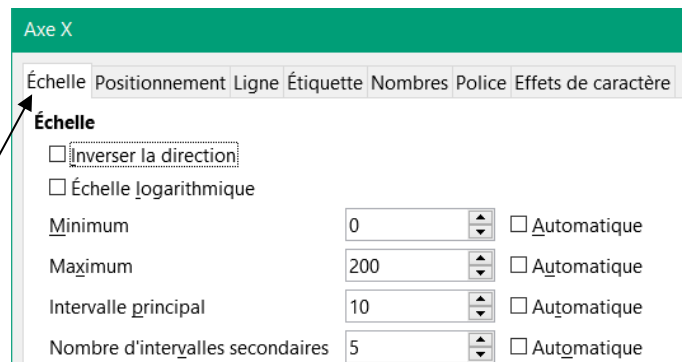 Axe X
Échelle Positionnement Ligne Étiquette Nombres Police Effets de caractère
Échelle
Inverser la direction
Échelle logarithmique
Minimum 0 Automatique
Maximum 200 Automatique
Intervalle principal 10 Automatique
Nombre d'intervalles secondaires 5 Automatique